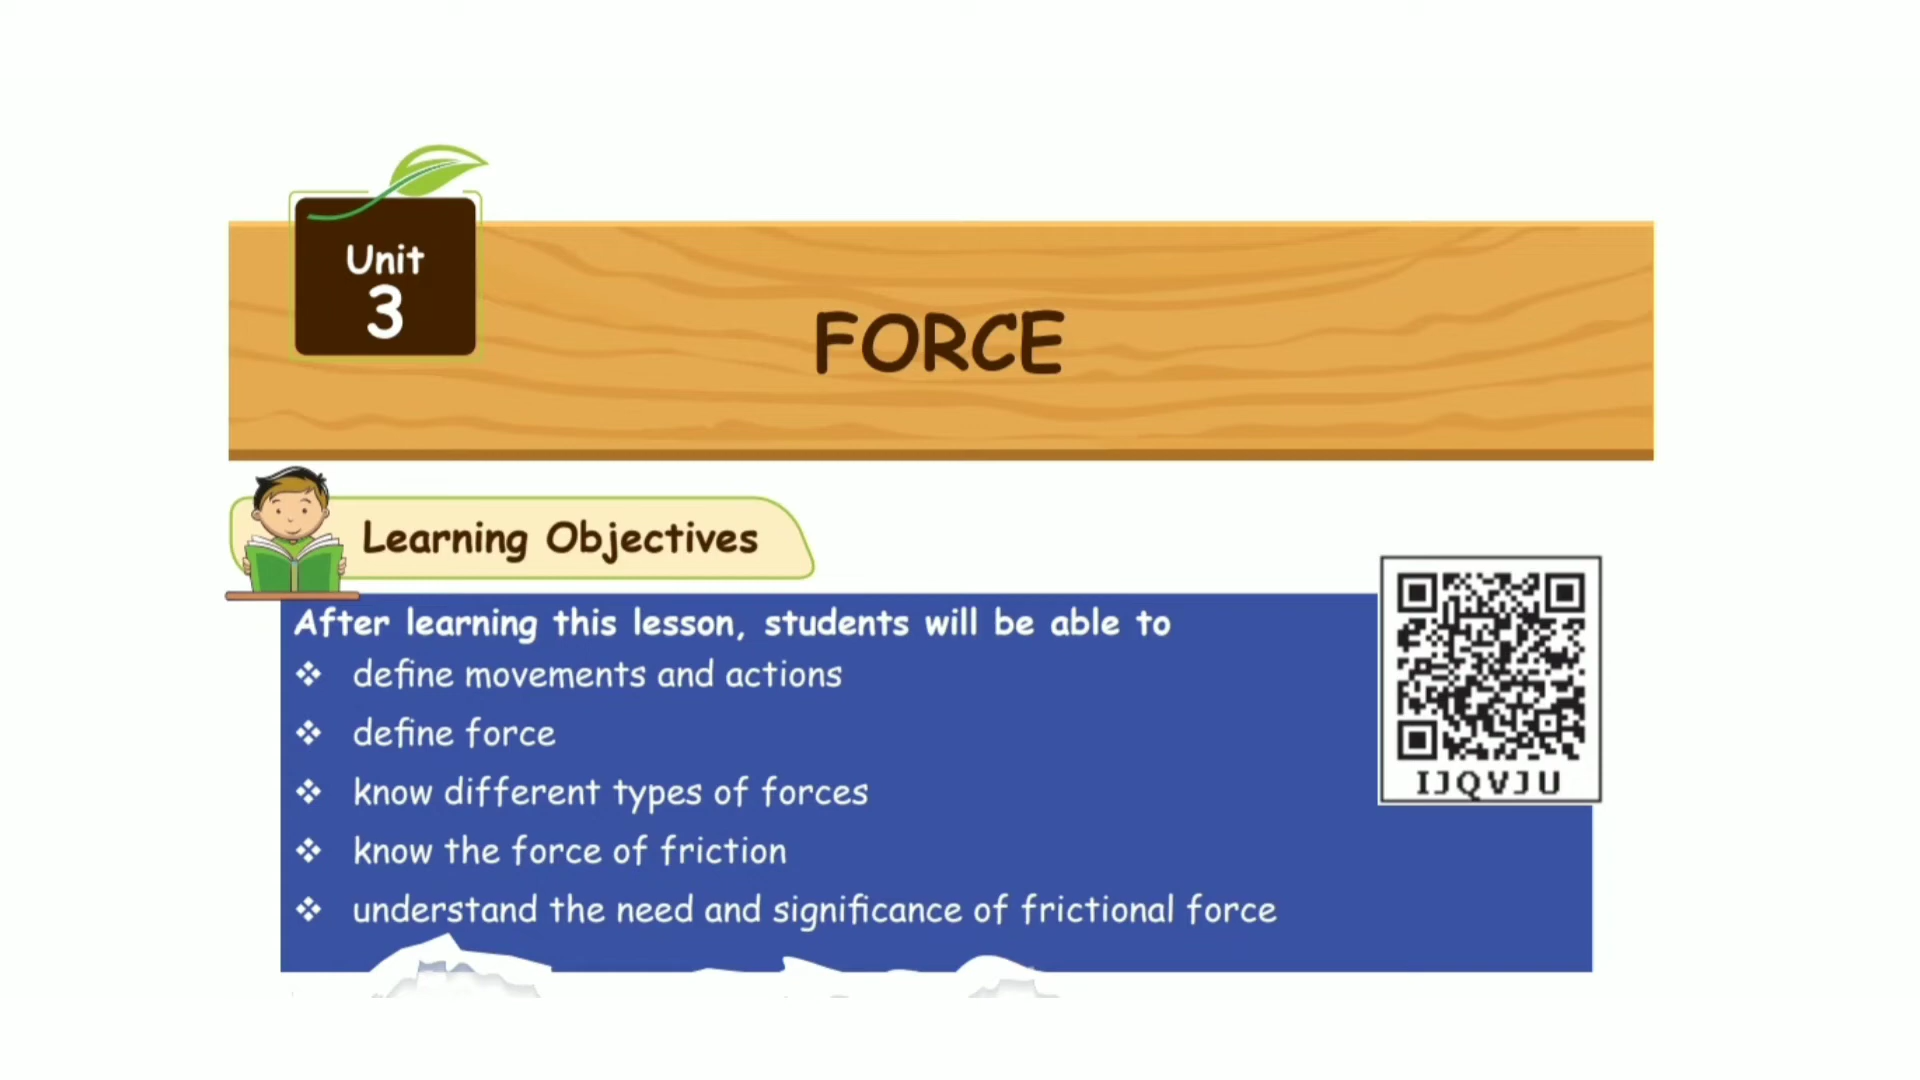 Unit
3
FORCE
Learning Objectives
After learning this lesson, students will be able to
❖ define movements and actions
❖ define force
❖ know different types of forces
❖ know the force of friction
❖ understand the need and significance of frictional force
IJQVJU